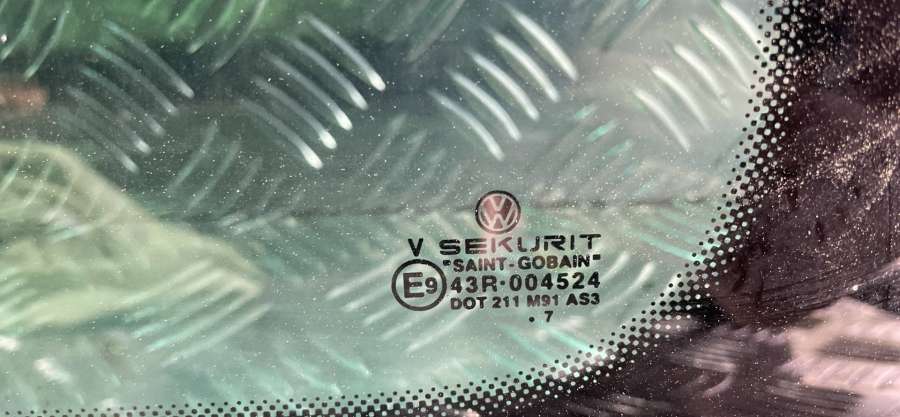 V SEKURIT
"SAINT-GOBAIN"
E9 43R·004524
DOT 211 M91 AS3
. 7